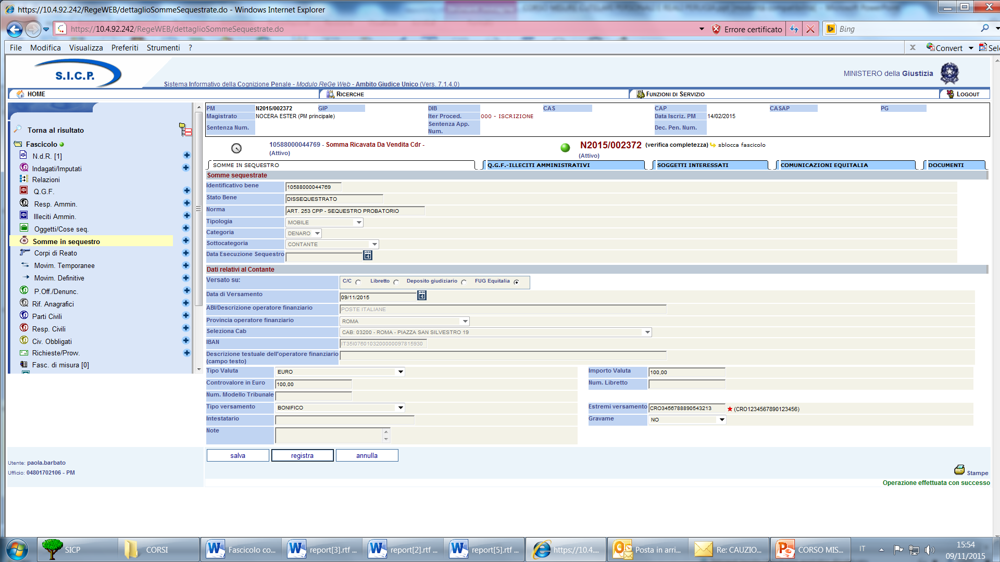 https://10.4.92.242/RegeWEB/dettaglioSommeSequestrate.do - Windows Internet Explorer
https://10.4.92.242/RegeWEB/dettaglioSommeSequestrate.do
Errore certificato
Bing
File Modifica Visualizza Preferiti Strumenti ?
x Convert Sel
S.I.C.P.
Sistema Informativo della Cognizione Penale - Modulo ReGe Web - Ambito Giudice Unico (Vers. 7.1.4.0)
MINISTERO della Giustizia
HOME RICERCHE FUNZIONI DI SERVIZIO LOGOUT
PM N2015/002372 GIP DIB CAS CAP CASAP PG
Magistrato NOCERA ESTER (PM principale) Iter Proced. 000 - ISCRIZIONE Data Iscriz. PM 14/02/2015
Sentenza Num. Sentenza App. Num. Dec. Pen. Num.
10588000044769 - Somma Ricavata Da Vendita Cdr -
(Attivo)
N2015/002372 (verifica completezza) sblocca fascicolo
(Attivo)
Torna al risultato
Fascicolo
N.d.R. [1]
Indagati/Imputati
Relazioni
Q.G.F.
Resp. Ammin.
Illeciti Ammin.
Oggetti/Cose seq.
Somme in sequestro
Corpi di Reato
Movim. Temporanee
Movim. Definitive
P.Off./Denunc.
Rif. Anagrafici
Parti Civili
Resp. Civili
Civ. Obbligati
Richieste/Provv.
Fasc. di misura [0]
SOMME IN SEQUESTRO Q.G.F.-ILLECITI AMMINISTRATIVI SOGGETTI INTERESSATI COMUNICAZIONI EQUITALIA DOCUMENTI
Somme sequestrate
Identificativo bene 10588000044769
Stato Bene DISSEQUESTRATO
Norma ART. 253 CPP - SEQUESTRO PROBATORIO
Tipologia MOBILE
Categoria DENARO
Sottocategoria CONTANTE
Data Esecuzione Sequestro
Dati relativi al Contante
Versato su: C/C Libretto Deposito giudiziario FUG Equitalia
Data di Versamento 09/11/2015
ABI/Descrizione operatore finanziario POSTE ITALIANE
Provincia operatore finanziario ROMA
Seleziona Cab CAB: 03200 - ROMA - PIAZZA SAN SILVESTRO 19
IBAN IT35I0760103200000097815930
Descrizione testuale dell'operatore finanziario
(campo testo)
Tipo Valuta EURO Importo Valuta 100,00
Controvalore in Euro 100,00 Num. Libretto
Num. Modello Tribunale
Tipo versamento BONIFICO Estremi versamento CRO3456788890543213 (CRO1234567890123456)
Intestatario Gravame NO
Note
salva registra annulla
Utente: paola.barbato
Ufficio: 04801702106 - PM
Stampe
Operazione effettuata con successo
SICP CORSI Fascicolo co... report[3].rtf ... report[2].rtf ... report[5].rtf ... https://10.4.... Posta in arri... Re: CAUZIO... CORSO MIS... IT 15:54
09/11/2015